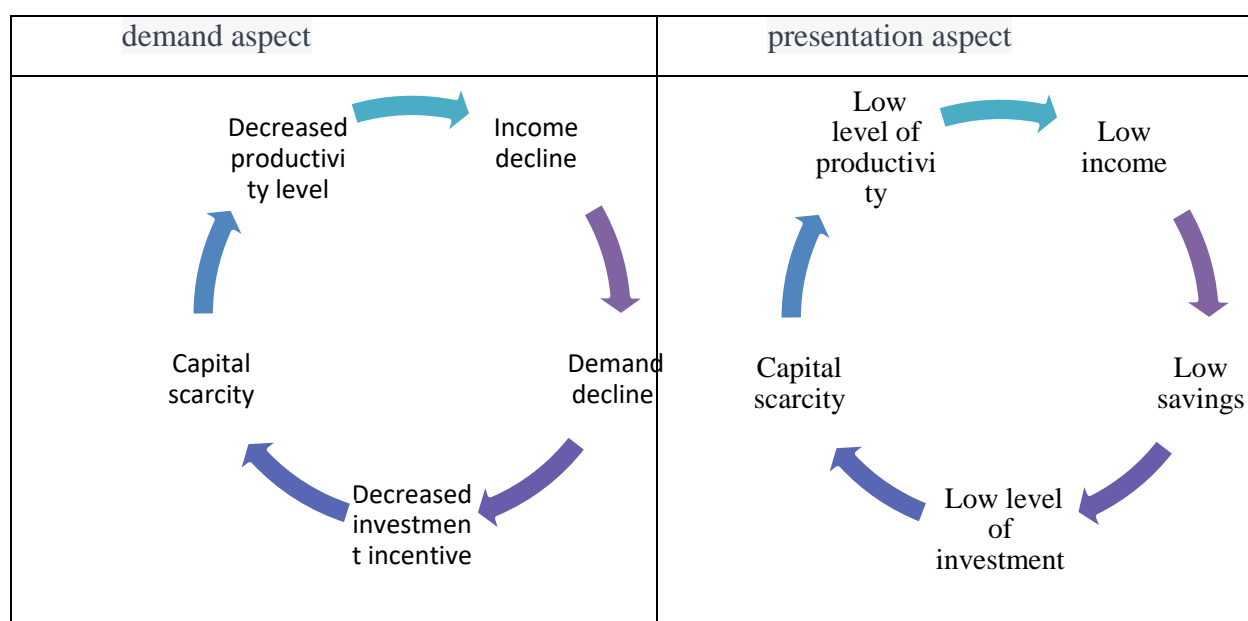 demand aspect
presentation aspect
Decreased
productivi
ty level
Income
decline
Demand
decline
Decreased
investmen
t incentive
Capital
scarcity
Low
level of
productivi
ty
Low
income
Low
savings
Low level
of
investment
Capital
scarcity